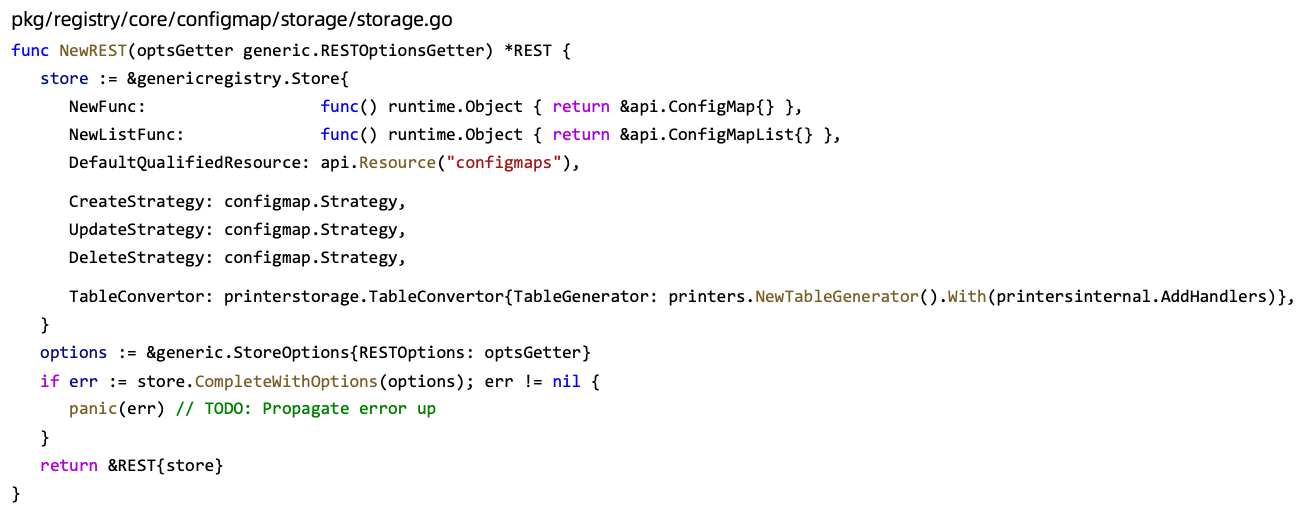 pkg/registry/core/configmap/storage/storage.go
func NewREST(optsGetter generic.RESTOptionsGetter) *REST {
store := &genericregistry.Store{
NewFunc: func() runtime.Object { return &api.ConfigMap{} },
NewListFunc: func() runtime.Object { return &api.ConfigMapList{} },
DefaultQualifiedResource: api.Resource("configmaps"),
CreateStrategy: configmap.Strategy,
UpdateStrategy: configmap.Strategy,
DeleteStrategy: configmap.Strategy,
TableConvertor: printerstorage.TableConvertor{TableGenerator: printers.NewTableGenerator().With(printersinternal.AddHandlers)},
}
options := &generic.StoreOptions{RESTOptions: optsGetter}
if err := store.CompleteWithOptions(options); err != nil {
panic(err) // TODO: Propagate error up
}
return &REST{store}
}